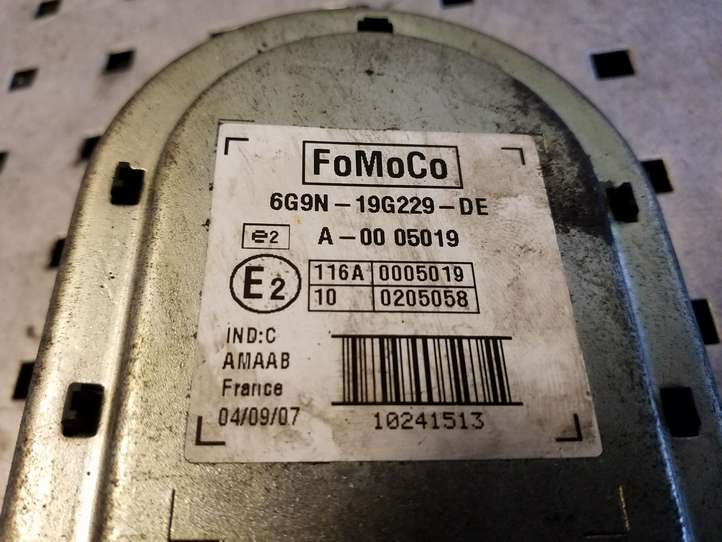 FoMoCo
6G9N-19G229-DE
e2 A-00 05019
E2 116A 0005019
10 0205058
IND:C
AMAAB
France
04/09/07 10241513